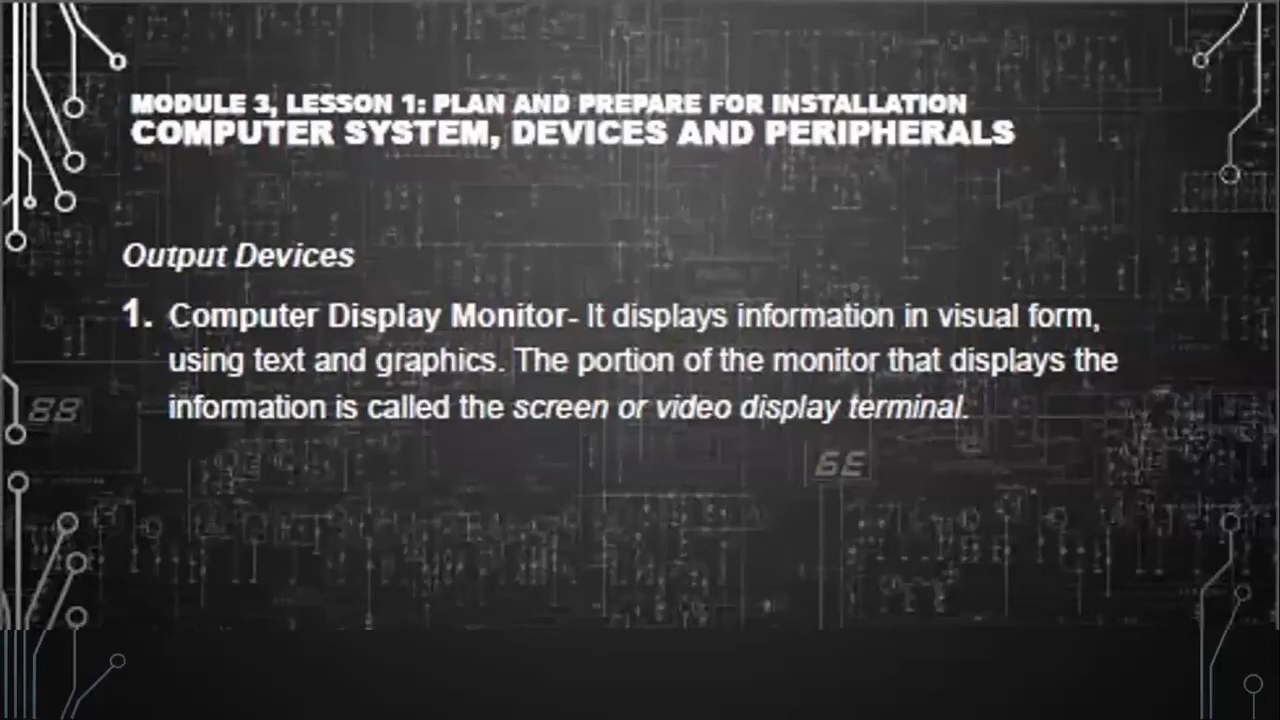 MODULE 3, LESSON 1: PLAN AND PREPARE FOR INSTALLATION
COMPUTER SYSTEM, DEVICES AND PERIPHERALS
Output Devices
1. Computer Display Monitor- It displays information in visual form,
using text and graphics. The portion of the monitor that displays the
information is called the screen or video display terminal.